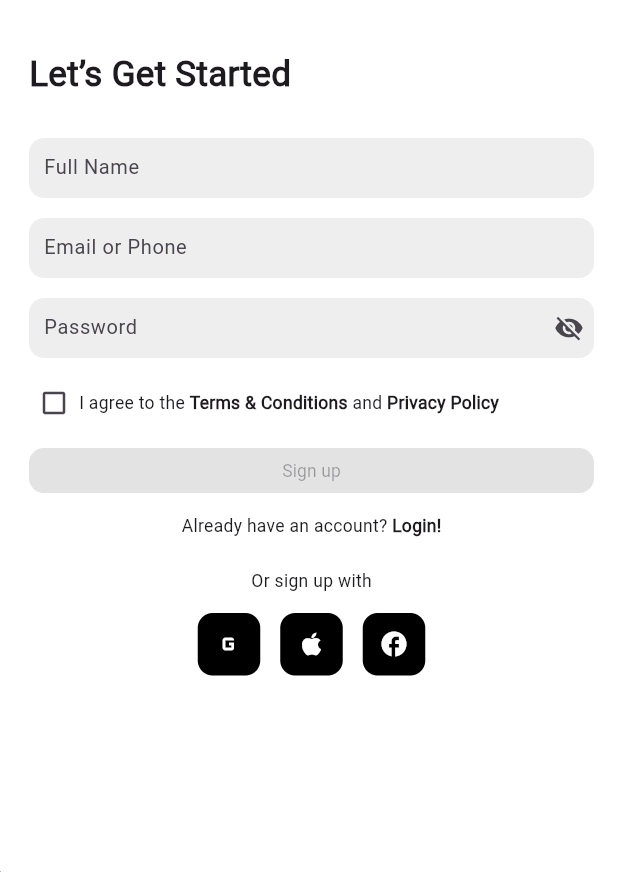 Let’s Get Started
Full Name
Email or Phone
Password
I agree to the Terms & Conditions and Privacy Policy
Sign up
Already have an account? Login!
Or sign up with
G